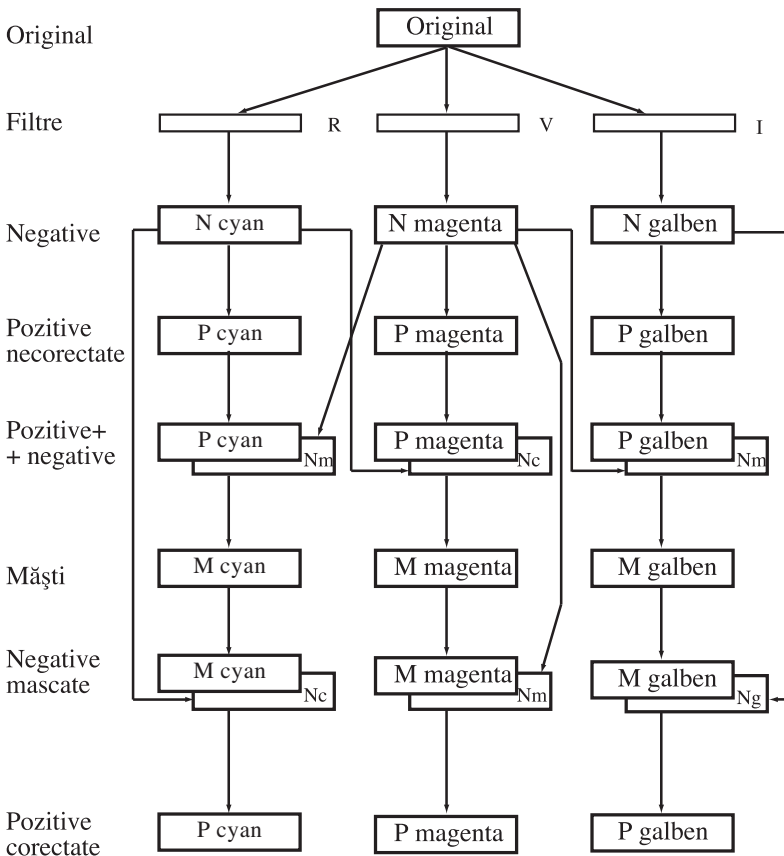 Original
Original
Filtre
R
V
I
Negative
N cyan
N magenta
N galben
Pozitive
necorectate
P cyan
P magenta
P galben
Pozitive+
+ negative
P cyan
Nm
P magenta
Nc
P galben
Nm
Măşti
M cyan
M magenta
M galben
Negative
mascate
M cyan
Nc
M magenta
Nm
M galben
Ng
Pozitive
corectate
P cyan
P magenta
P galben